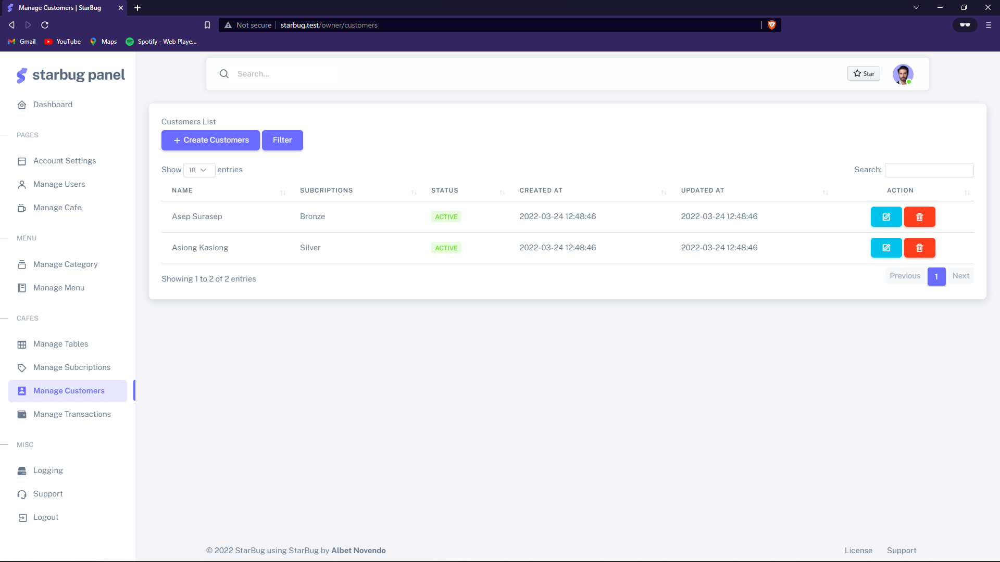 Manage Customers | StarBug
Not secure starbug.test/owner/customers
Gmail YouTube Maps Spotify - Web Playe...
starbug panel
Dashboard
PAGES
Account Settings
Manage Users
Manage Cafe
MENU
Manage Category
Manage Menu
CAFES
Manage Tables
Manage Subcriptions
Manage Customers
Manage Transactions
MISC
Logging
Support
Logout
Search...
Star
Customers List
Create Customers Filter
Show 10 entries Search:
NAME SUBCRIPTIONS STATUS CREATED AT UPDATED AT ACTION
Asep Surasep Bronze ACTIVE 2022-03-24 12:48:46 2022-03-24 12:48:46
Asiong Kasiong Silver ACTIVE 2022-03-24 12:48:46 2022-03-24 12:48:46
Showing 1 to 2 of 2 entries Previous 1 Next
© 2022 StarBug using StarBug by Albet Novendo License Support